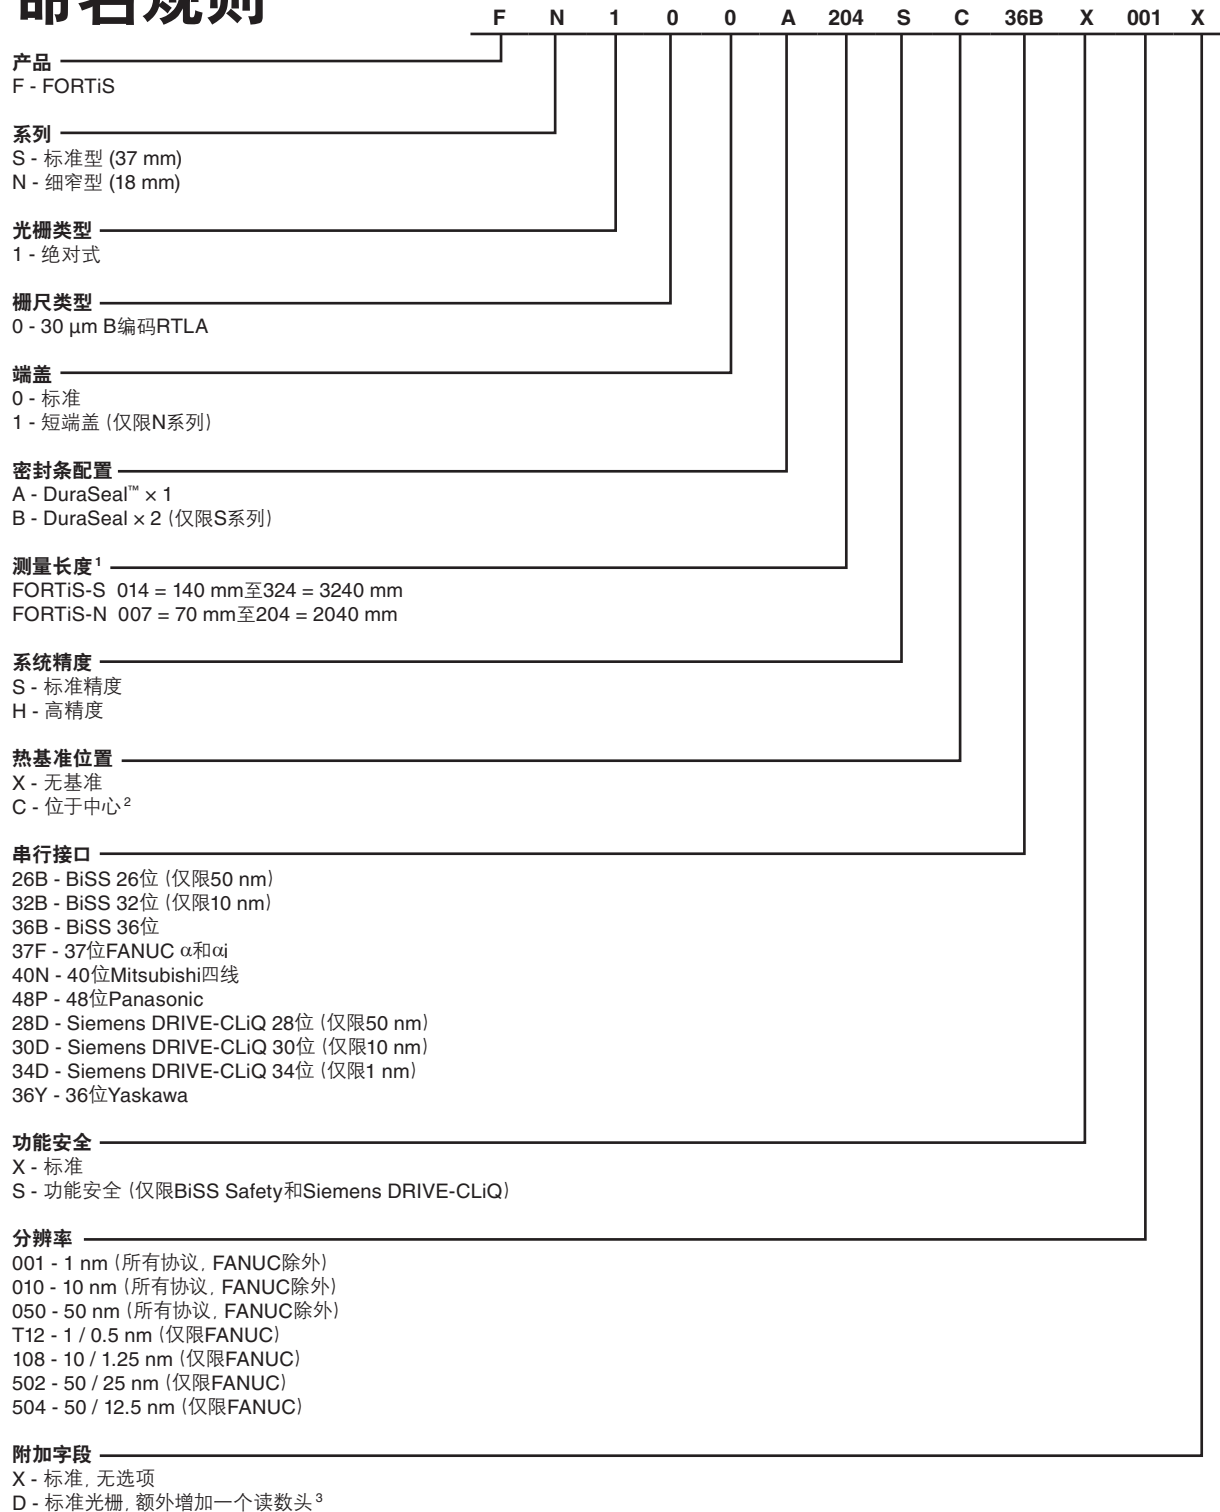 命名规则
F N 1 0 0 A 204 S C 36B X 001 X
产品
F - FORTiS
系列
S - 标准型 (37 mm)
N - 细窄型 (18 mm)
光栅类型
1 - 绝对式
栅尺类型
0 - 30 µm B编码RTLA
端盖
0 - 标准
1 - 短端盖 (仅限N系列)
密封条配置
A - DuraSeal™ × 1
B - DuraSeal × 2 (仅限S系列)
测量长度¹
FORTiS-S 014 = 140 mm至324 = 3240 mm
FORTiS-N 007 = 70 mm至204 = 2040 mm
系统精度
S - 标准精度
H - 高精度
热基准位置
X - 无基准
C - 位于中心²
串行接口
26B - BiSS 26位 (仅限50 nm)
32B - BiSS 32位 (仅限10 nm)
36B - BiSS 36位
37F - 37位FANUC α和αi
40N - 40位Mitsubishi四线
48P - 48位Panasonic
28D - Siemens DRIVE-CLiQ 28位 (仅限50 nm)
30D - Siemens DRIVE-CLiQ 30位 (仅限10 nm)
34D - Siemens DRIVE-CLiQ 34位 (仅限1 nm)
36Y - 36位Yaskawa
功能安全
X - 标准
S - 功能安全 (仅限BiSS Safety和Siemens DRIVE-CLiQ)
分辨率
001 - 1 nm (所有协议, FANUC除外)
010 - 10 nm (所有协议, FANUC除外)
050 - 50 nm (所有协议, FANUC除外)
T12 - 1 / 0.5 nm (仅限FANUC)
108 - 10 / 1.25 nm (仅限FANUC)
502 - 50 / 25 nm (仅限FANUC)
504 - 50 / 12.5 nm (仅限FANUC)
附加字段
X - 标准, 无选项
D - 标准光栅, 额外增加一个读数头³